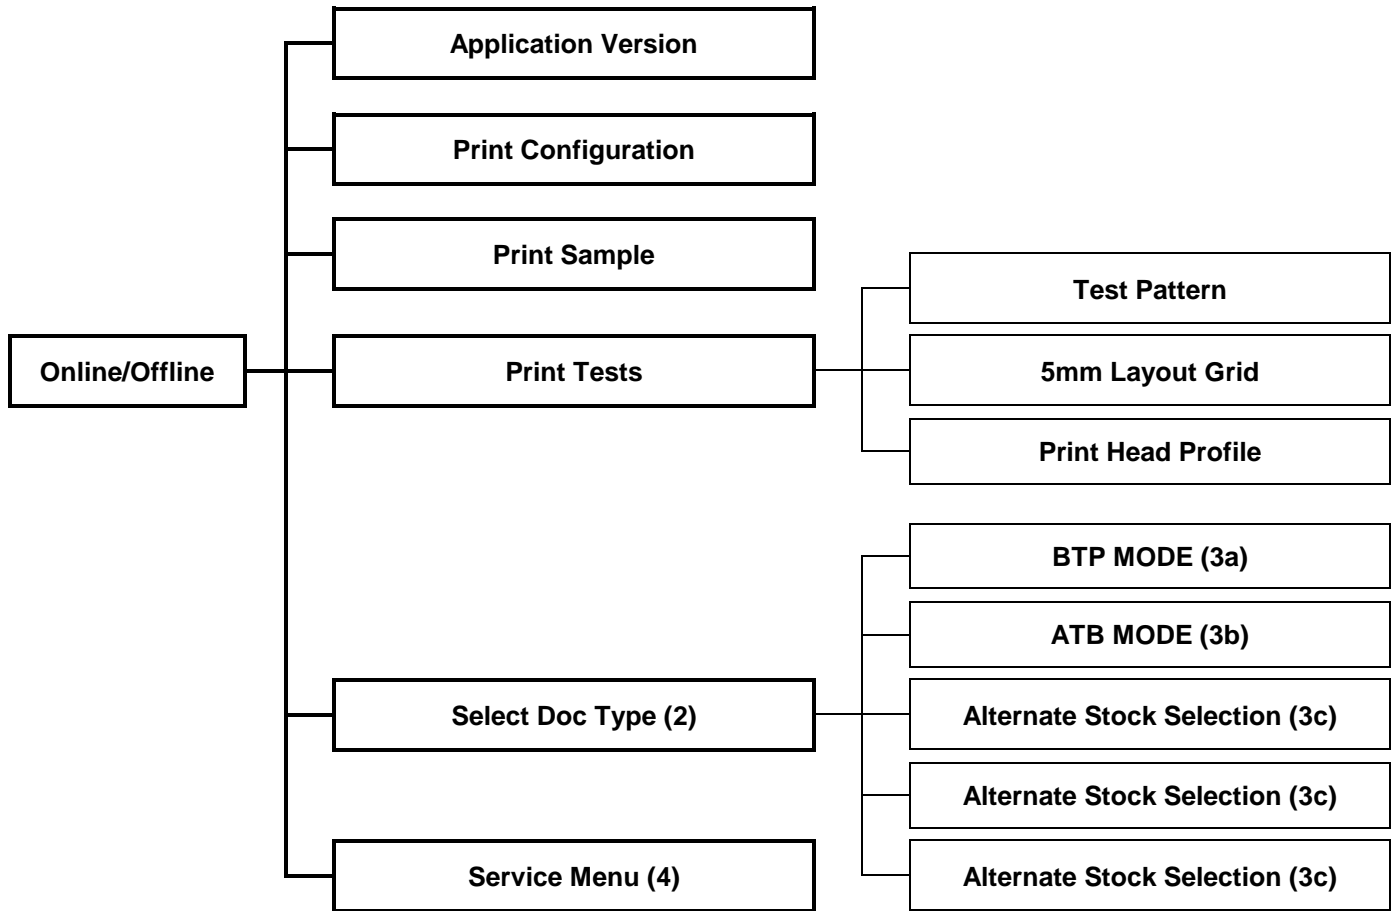 Application Version
Print Configuration
Print Sample
Online/Offline
Print Tests
Test Pattern
5mm Layout Grid
Print Head Profile
Select Doc Type (2)
BTP MODE (3a)
ATB MODE (3b)
Alternate Stock Selection (3c)
Alternate Stock Selection (3c)
Alternate Stock Selection (3c)
Service Menu (4)